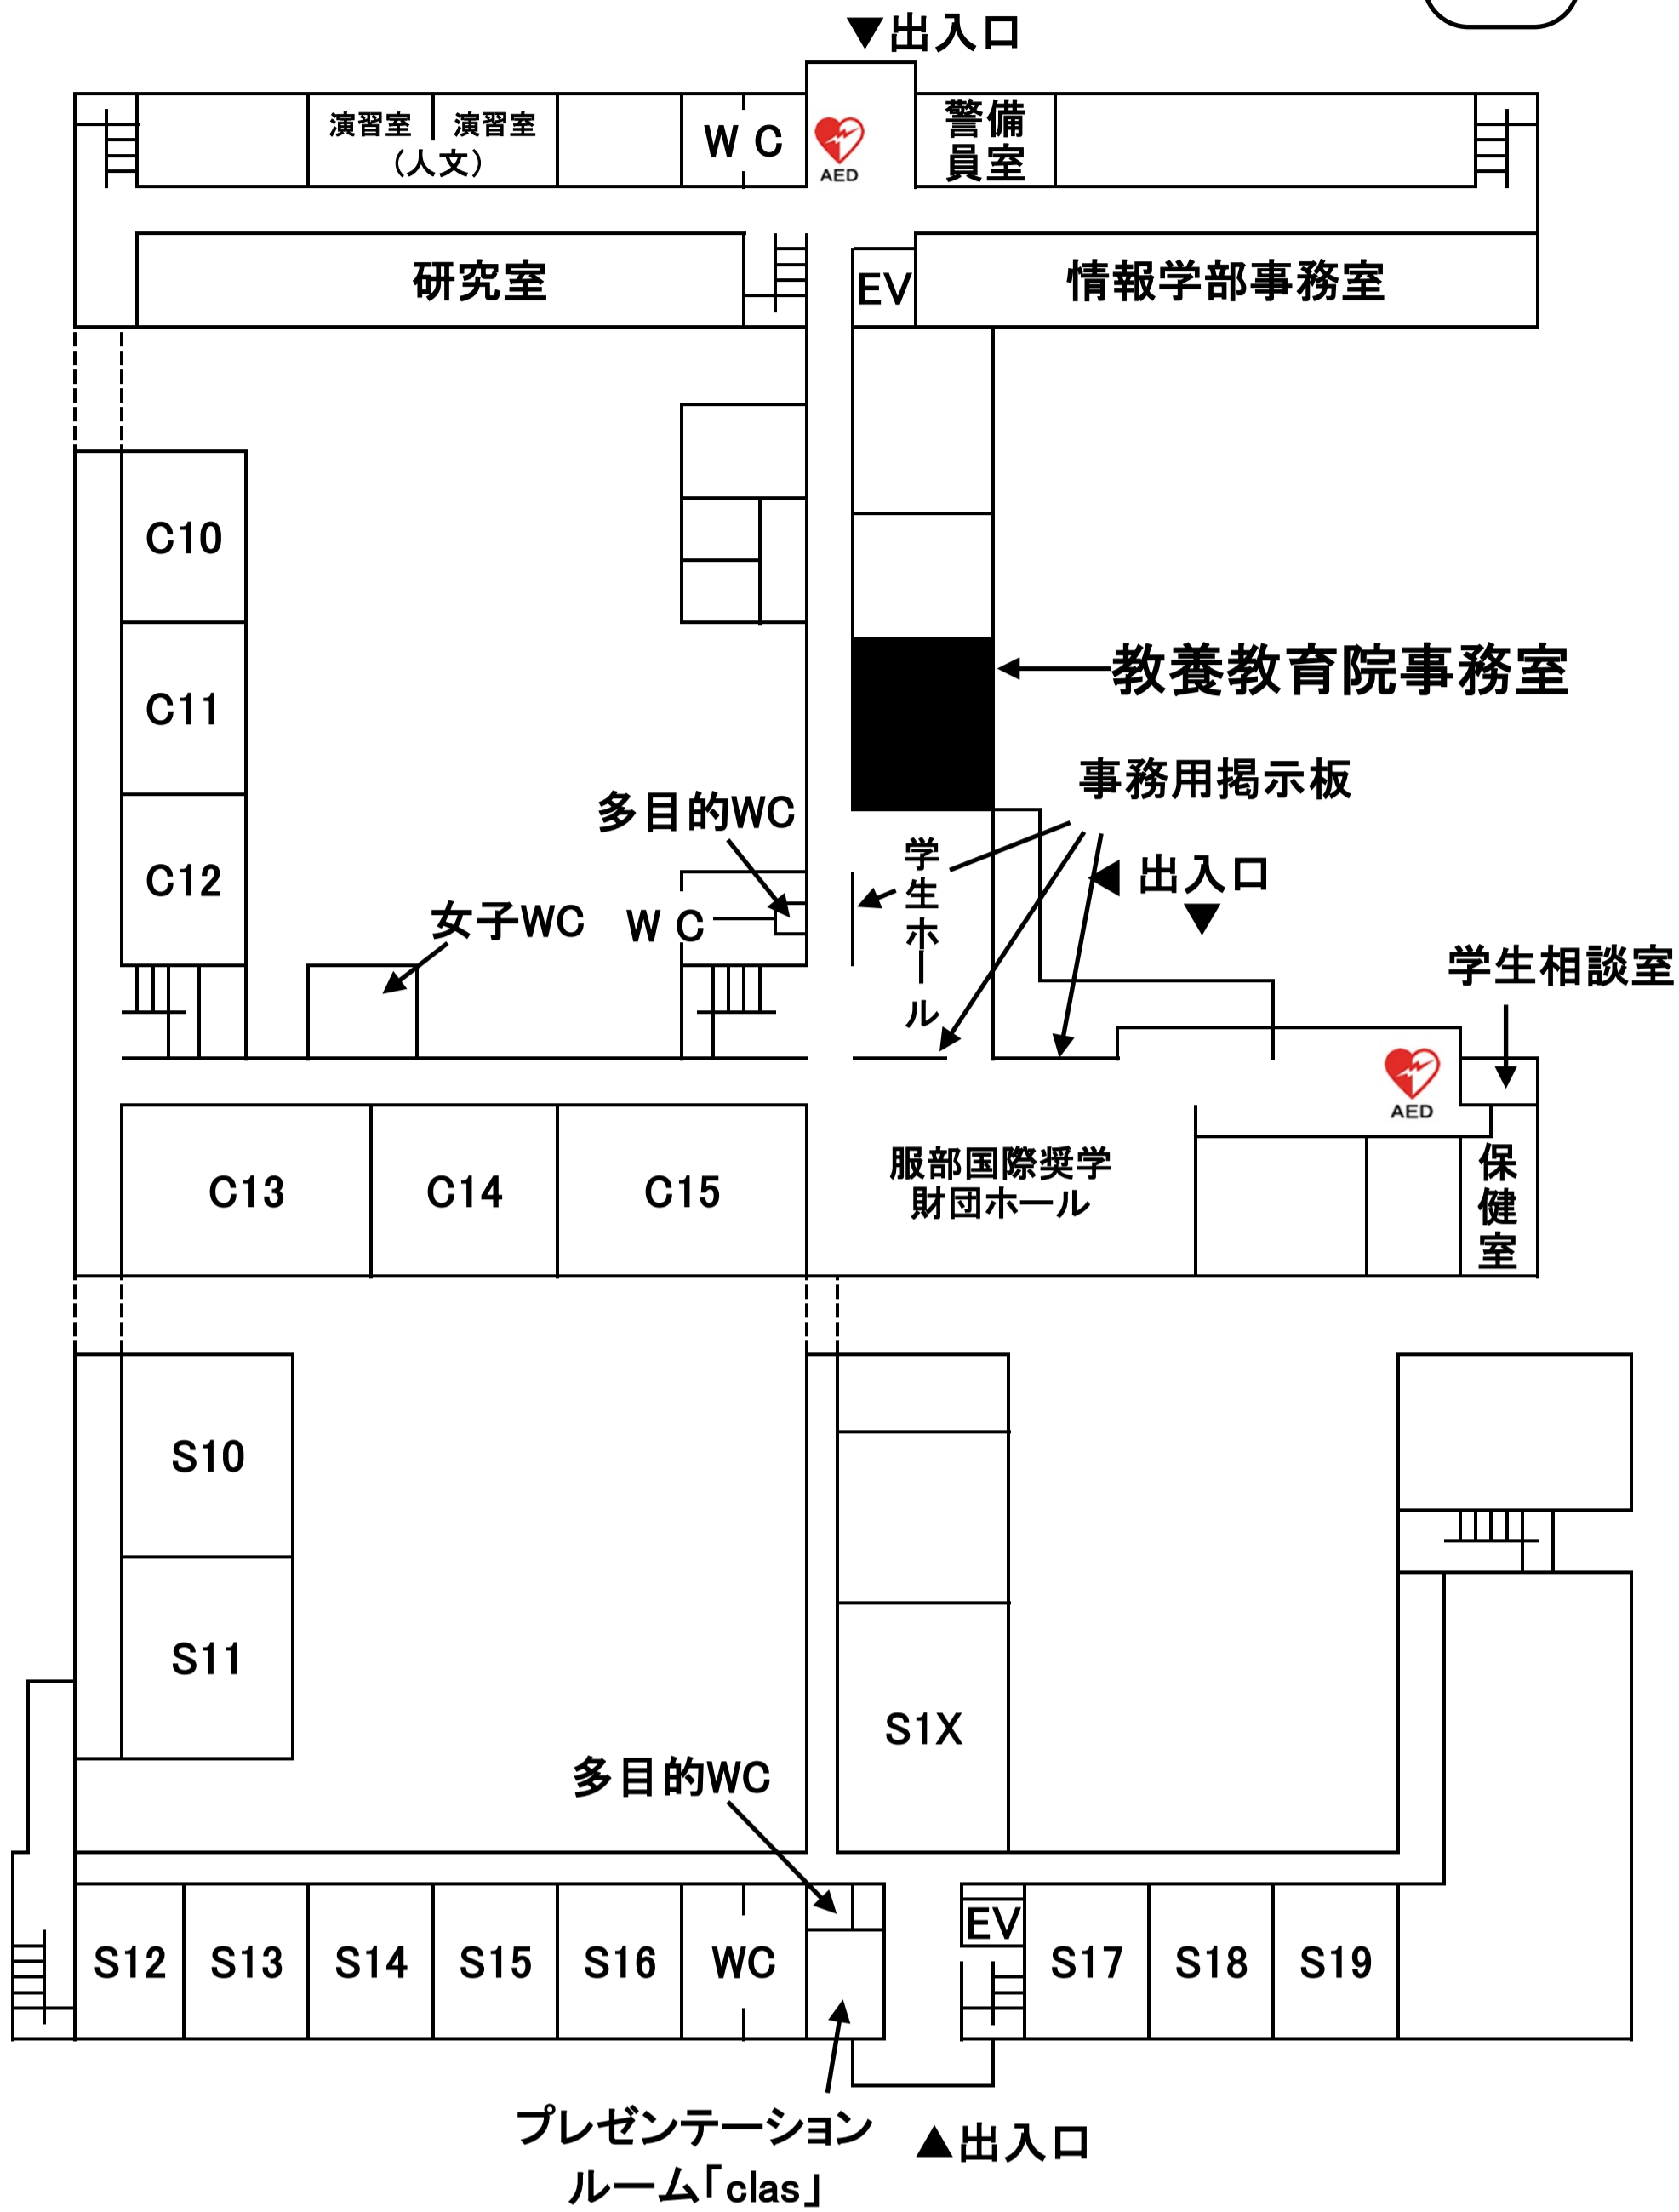 ▼出入口
演習室
演習室
(人文)
W C
AED
警備
員室
研究室
EV
情報学部事務室
C10
C11
C12
教養教育院事務室
事務用掲示板
多目的WC
学生ホール
◀出入口
▼
女子WC
W C
学生相談室
AED
C13
C14
C15
服部国際奨学
財団ホール
保健室
S10
S11
S1X
多目的WC
S12
S13
S14
S15
S16
WC
EV
S17
S18
S19
プレゼンテーション
ルーム「clas」
▲出入口